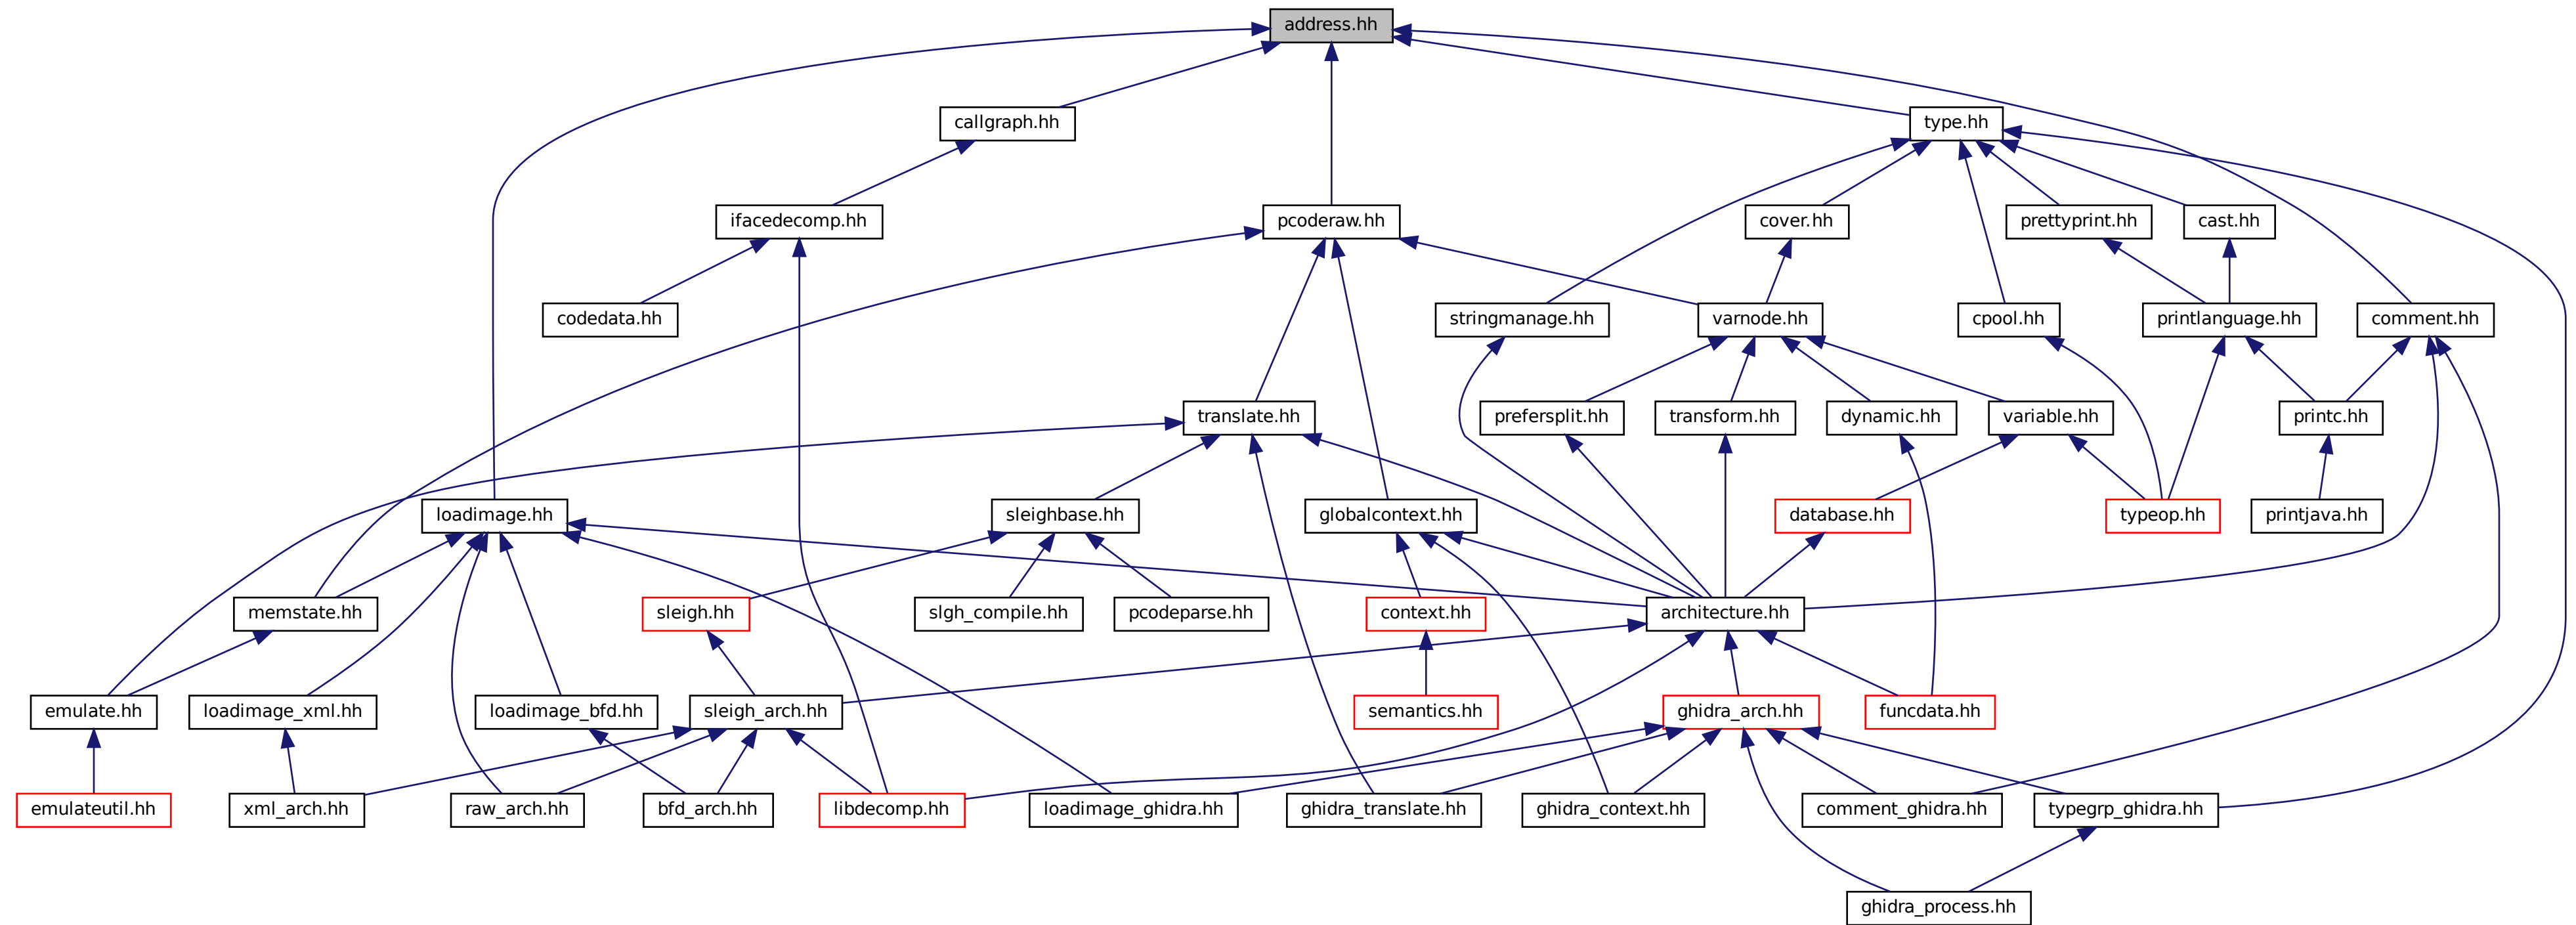 address.hh
callgraph.hh
type.hh
ifacedecomp.hh
pcoderaw.hh
cover.hh
prettyprint.hh
cast.hh
codedata.hh
stringmanage.hh
varnode.hh
cpool.hh
printlanguage.hh
comment.hh
translate.hh
prefersplit.hh
transform.hh
dynamic.hh
variable.hh
printc.hh
loadimage.hh
sleighbase.hh
globalcontext.hh
database.hh
typeop.hh
printjava.hh
memstate.hh
sleigh.hh
slgh_compile.hh
pcodeparse.hh
context.hh
architecture.hh
emulate.hh
loadimage_xml.hh
loadimage_bfd.hh
sleigh_arch.hh
semantics.hh
ghidra_arch.hh
funcdata.hh
emulateutil.hh
xml_arch.hh
raw_arch.hh
bfd_arch.hh
libdecomp.hh
loadimage_ghidra.hh
ghidra_translate.hh
ghidra_context.hh
comment_ghidra.hh
typegrp_ghidra.hh
ghidra_process.hh